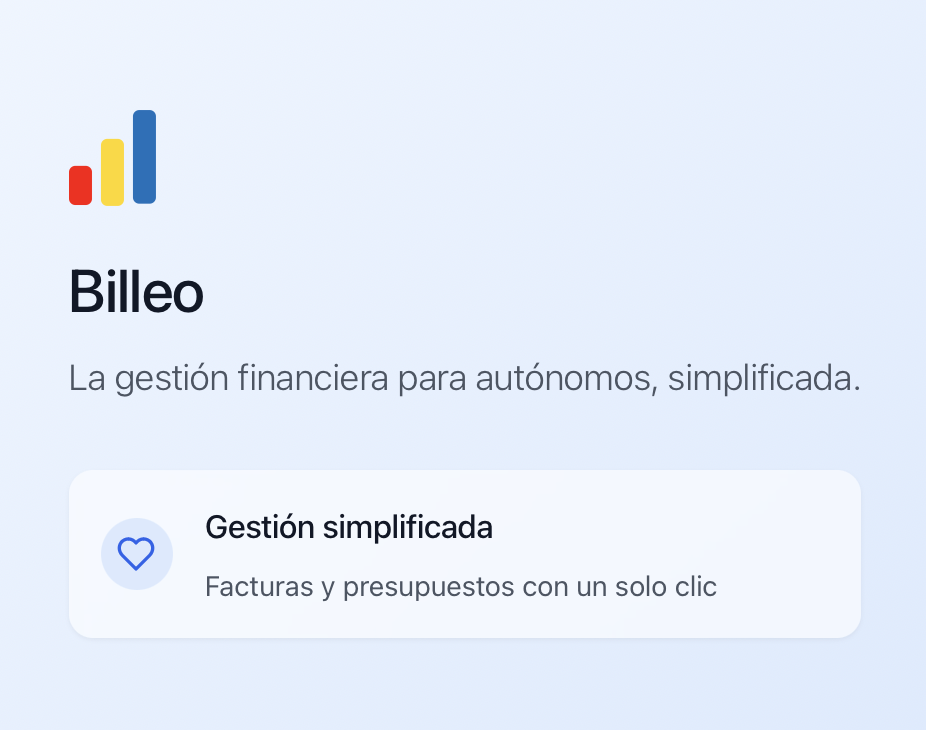 Billeo
La gestión financiera para autónomos, simplificada.
Gestión simplificada
Facturas y presupuestos con un solo clic